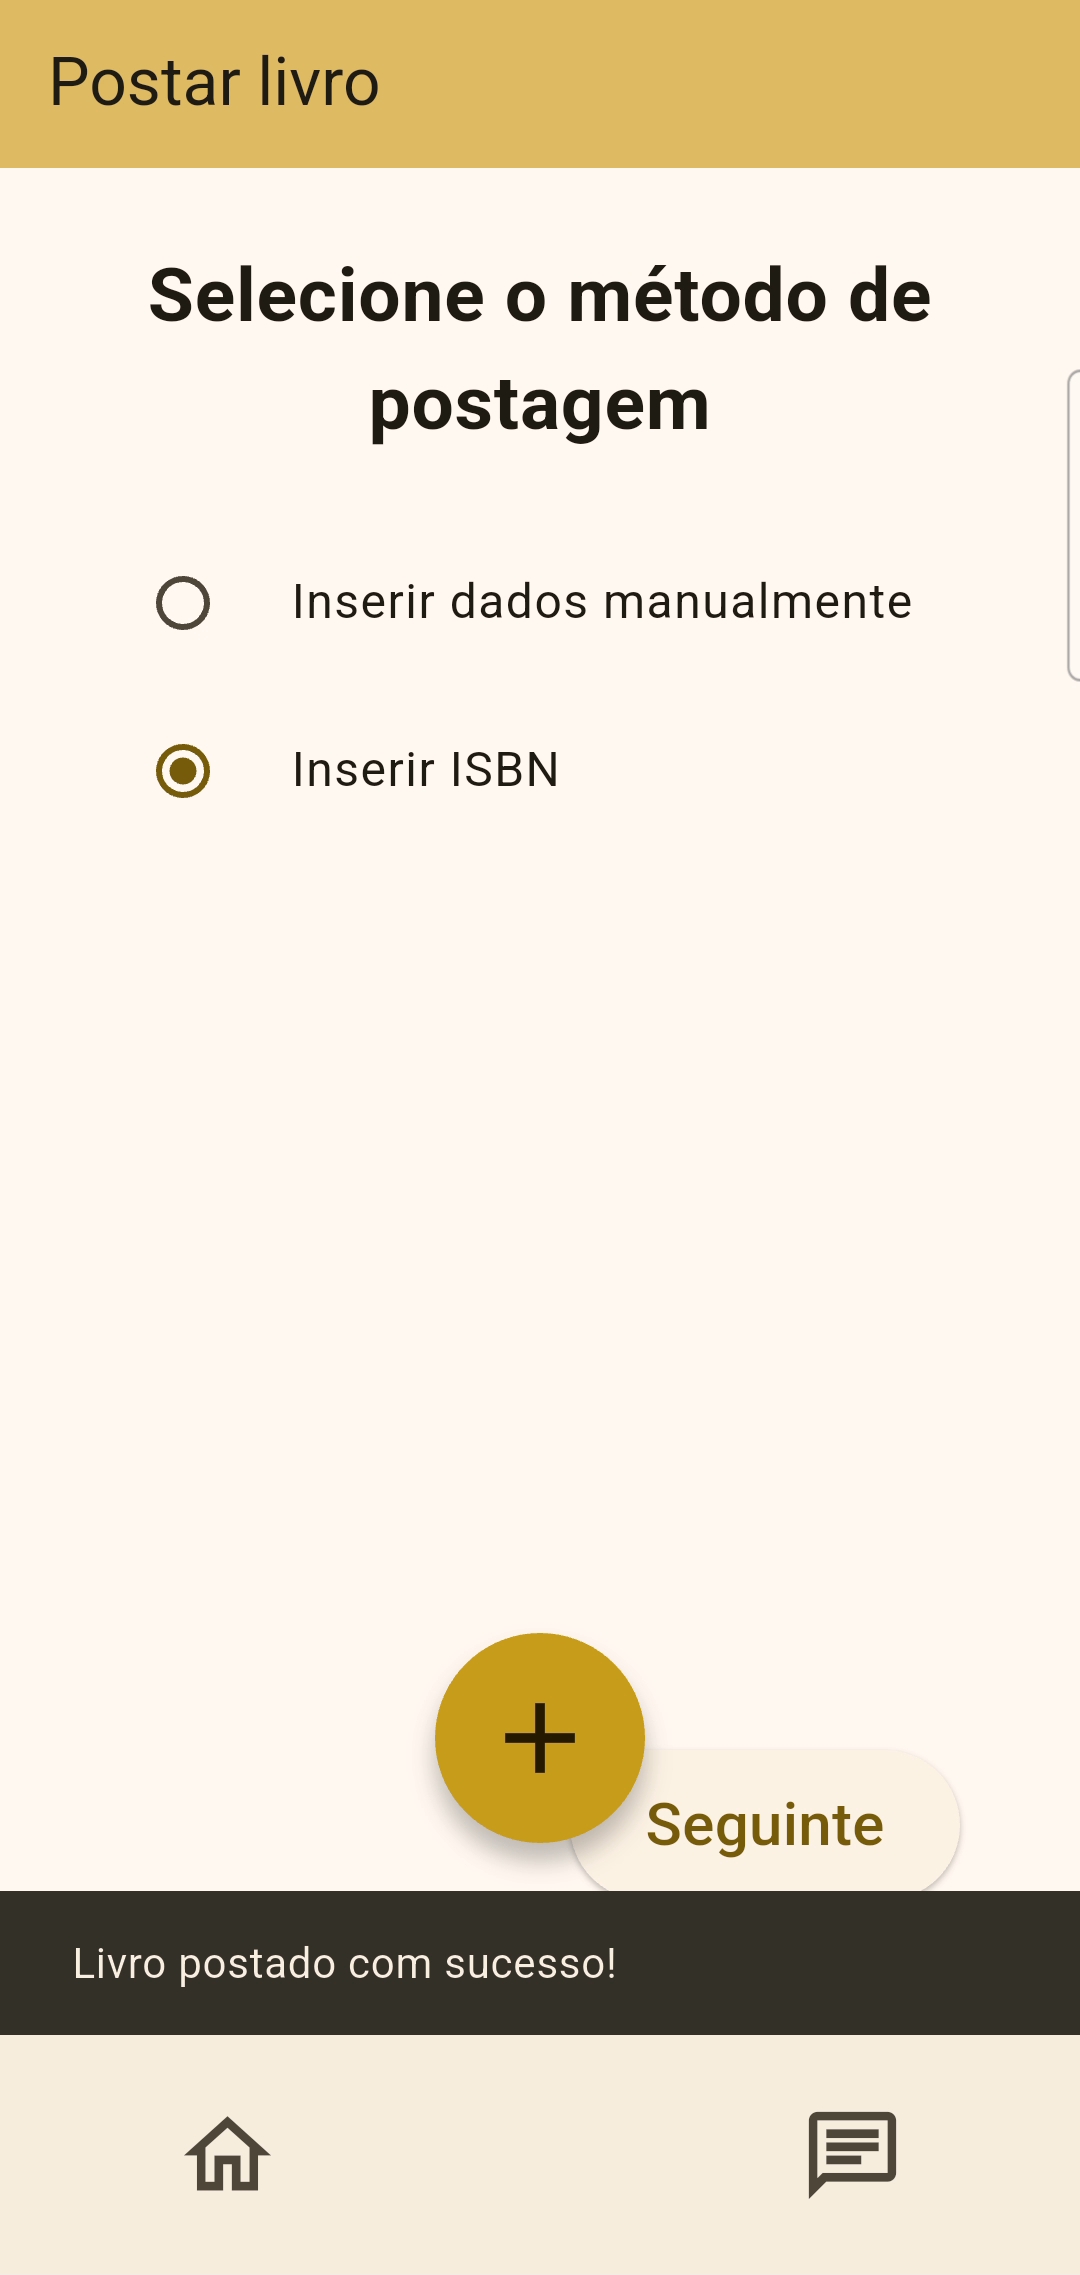 Postar livro
Selecione o método de
postagem
Inserir dados manualmente
Inserir ISBN
Seguinte
Livro postado com sucesso!